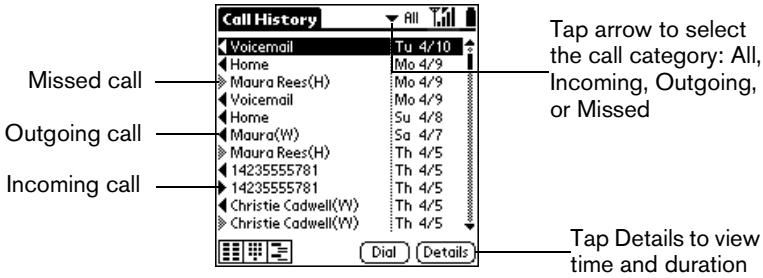 Call History
All
Voicemail Tu 4/10
Home Mo 4/9
Maura Rees(H) Mo 4/9
Voicemail Mo 4/9
Home Su 4/8
Maura(W) Sa 4/7
Maura Rees(H) Th 4/5
14235555781 Th 4/5
14235555781 Th 4/5
Christie Cadwell(W) Th 4/5
Christie Cadwell(W) Th 4/5
Dial
Details
Missed call
Outgoing call
Incoming call
Tap arrow to select
the call category: All,
Incoming, Outgoing,
or Missed
Tap Details to view
time and duration